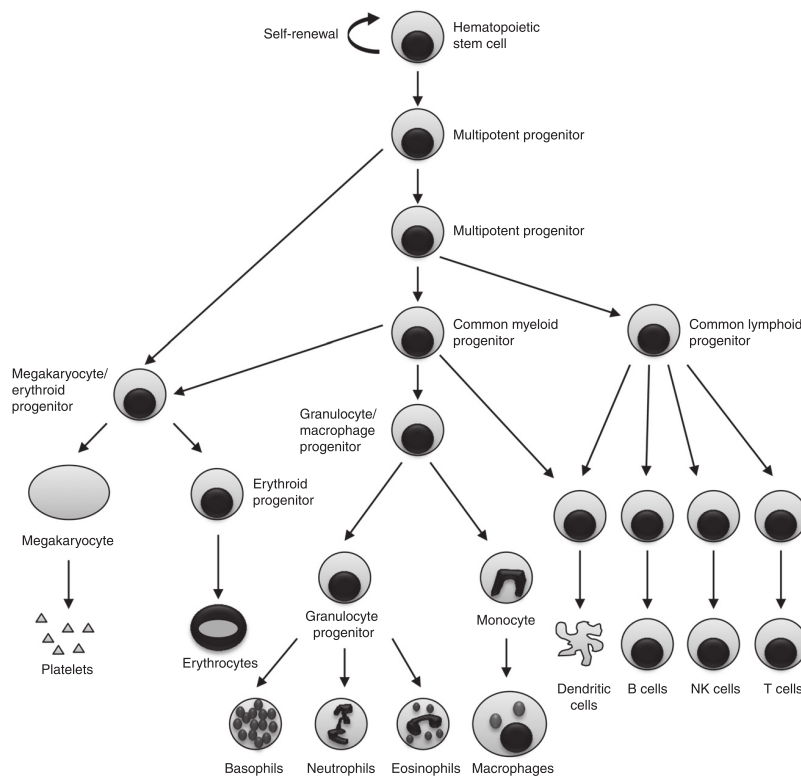 Self-renewal
Hematopoietic
stem cell
Multipotent progenitor
Multipotent progenitor
Common myeloid
progenitor
Common lymphoid
progenitor
Megakaryocyte/
erythroid
progenitor
Granulocyte/
macrophage
progenitor
Erythroid
progenitor
Megakaryocyte
Granulocyte
progenitor
Monocyte
Platelets
Erythrocytes
Dendritic
cells
B cells
NK cells
T cells
Basophils
Neutrophils
Eosinophils
Macrophages